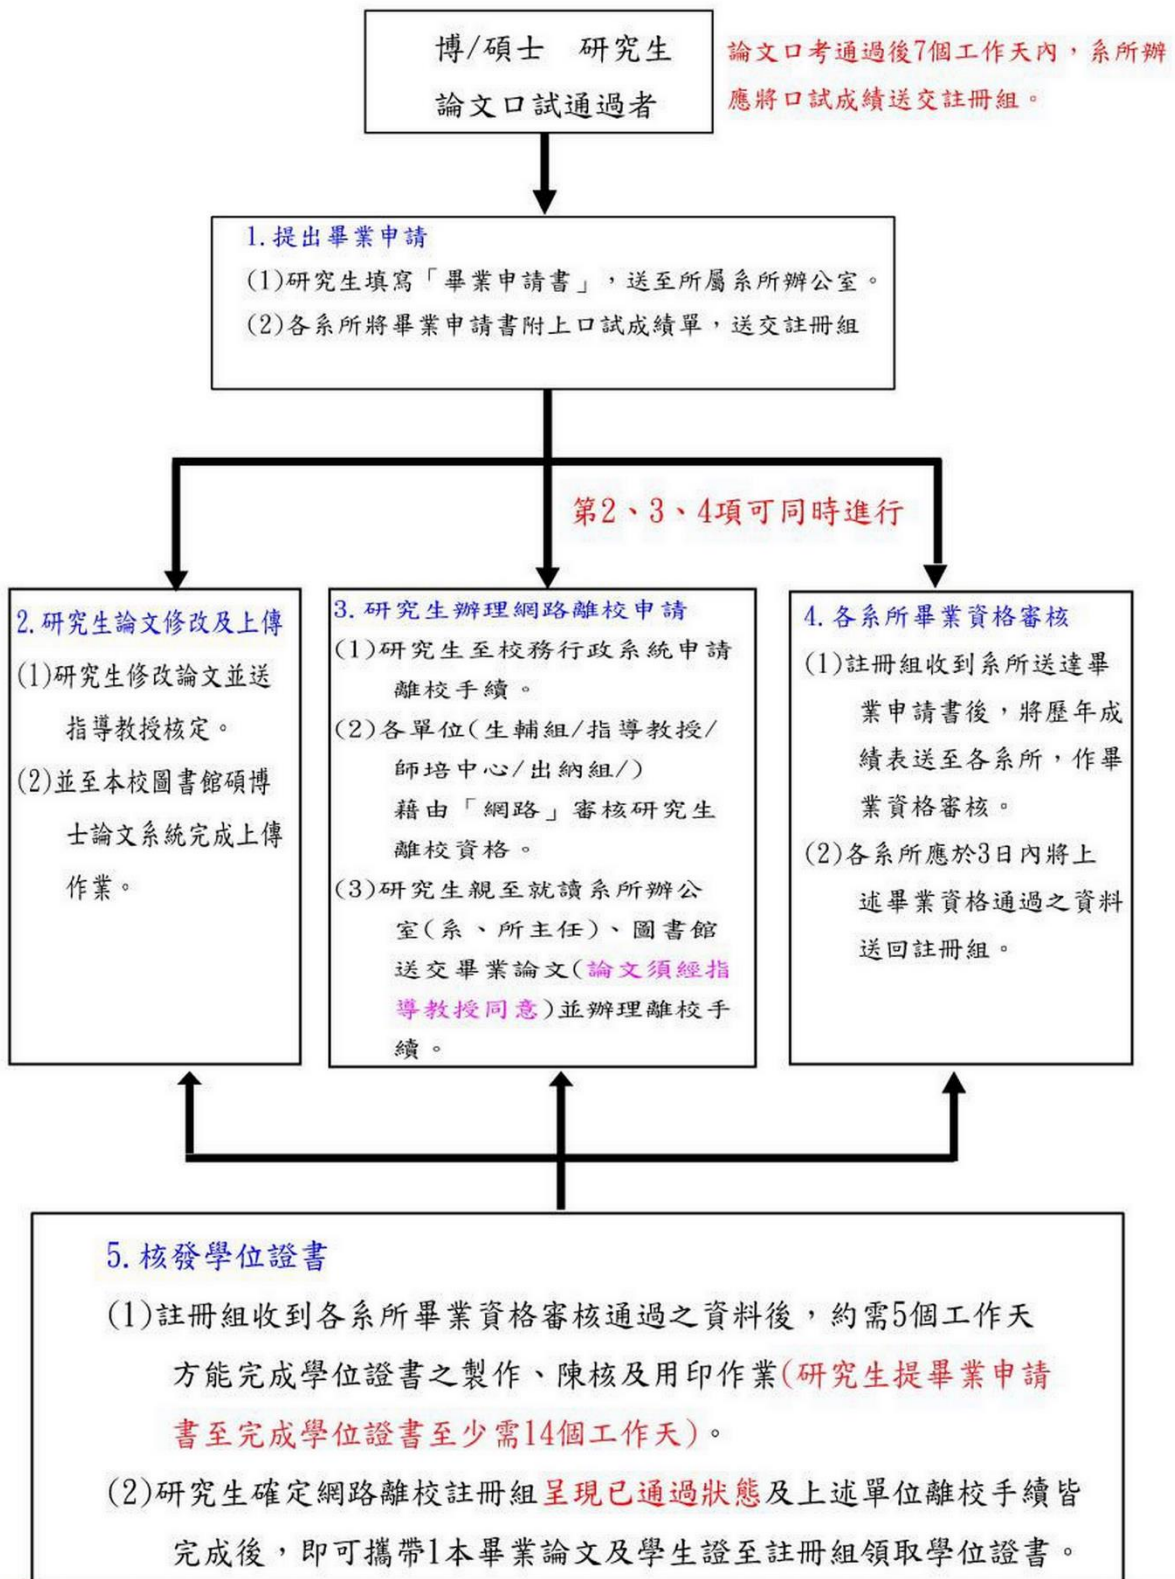 博/碩士 研究生
論文口試通過者
論文口考通過後7個工作天內，系所辦
應將口試成績送交註冊組。
1.提出畢業申請
(1)研究生填寫「畢業申請書」，送至所屬系所辦公室。
(2)各系所將畢業申請書附上口試成績單，送交註冊組
第2、3、4項可同時進行
2.研究生論文修改及上傳
(1)研究生修改論文並送
指導教授核定。
(2)並至本校圖書館碩博
士論文系統完成上傳
作業。
3.研究生辦理網路離校申請
(1)研究生至校務行政系統申請
離校手續。
(2)各單位(生輔組/指導教授/
師培中心/出納組/)
藉由「網路」審核研究生
離校資格。
(3)研究生親至就讀系所辦公
室(系、所主任)、圖書館
送交畢業論文(論文須經指
導教授同意)並辦理離校手
續。
4.各系所畢業資格審核
(1)註冊組收到系所送達畢
業申請書後，將歷年成
績表送至各系所，作畢
業資格審核。
(2)各系所應於3日內將上
述畢業資格通過之資料
送回註冊組。
5.核發學位證書
(1)註冊組收到各系所畢業資格審核通過之資料後，約需5個工作天
方能完成學位證書之製作、陳核及用印作業(研究生提畢業申請
書至完成學位證書至少需14個工作天)。
(2)研究生確定網路離校註冊組呈現已通過狀態及上述單位離校手續皆
完成後，即可攜帶1本畢業論文及學生證至註冊組領取學位證書。